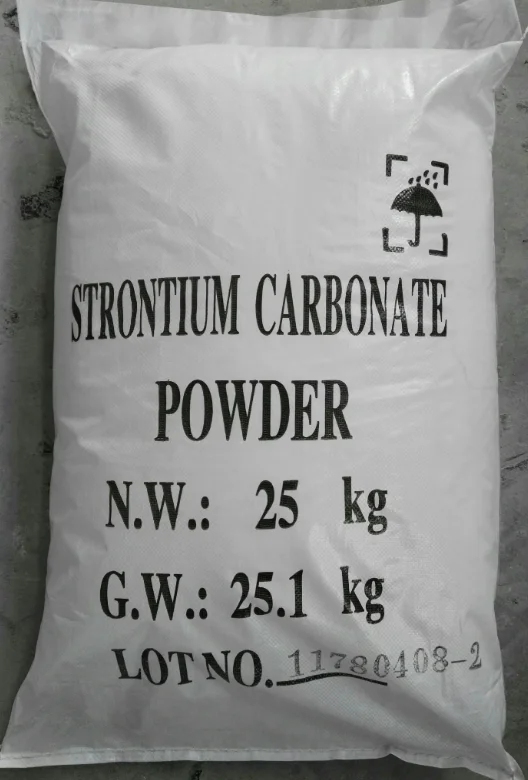 STRONTIUM CARBONATE
POWDER
N.W.: 25 kg
G.W.: 25.1 kg
LOT NO. 11780408-2